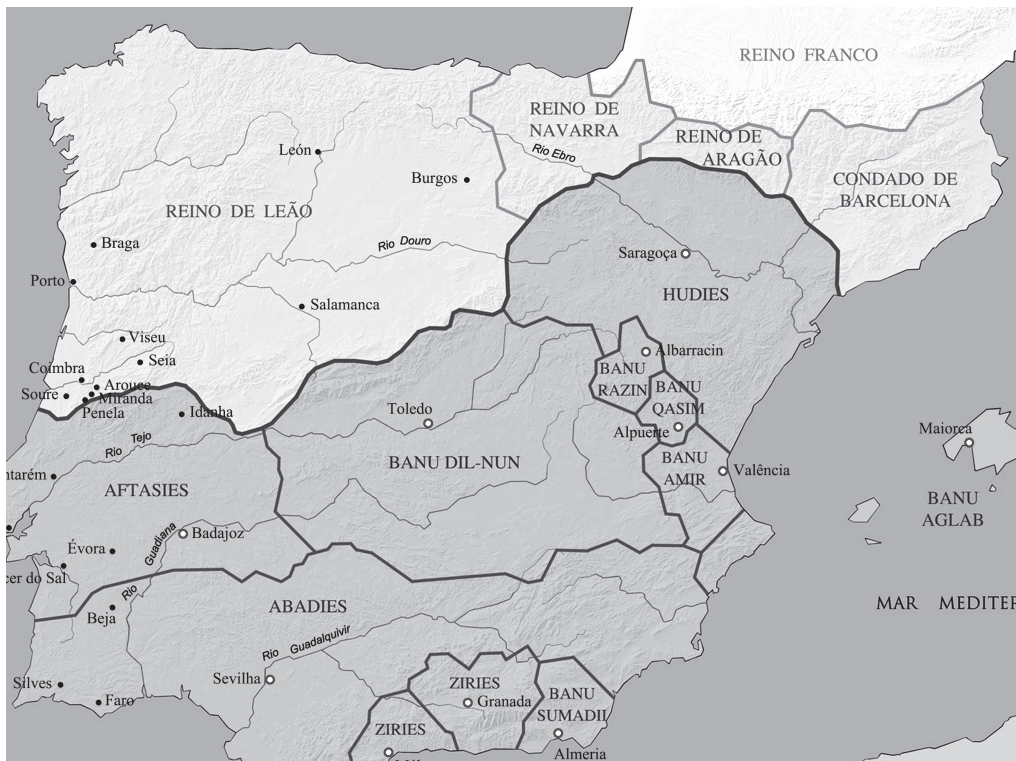 REINO FRANCO
REINO DE
NAVARRA
REINO DE
ARAGÃO
Rio Ebro
León
Burgos
CONDADO DE
BARCELONA
REINO DE LEÃO
Braga
Rio Douro
Saragoça
Porto
HUDIES
Salamanca
Viseu
Seia
Albarracin
Coimbra
BANU
RAZIN
Arouce
Soure
Miranda
BANU
QASIM
Penela
Idanha
Toledo
Alpuerte
Maiorca
Rio Tejo
BANU DIL-NUN
BANU
AMIR
Valência
ntarém
AFTASIES
BANU
AGLAB
Badajoz
Rio Guadiana
Évora
cer do Sal
Beja
ABADIES
MAR MEDITER
Rio Guadalquivir
Sevilha
Silves
ZIRIES
Granada
BANU
SUMADII
Faro
ZIRIES
Almeria